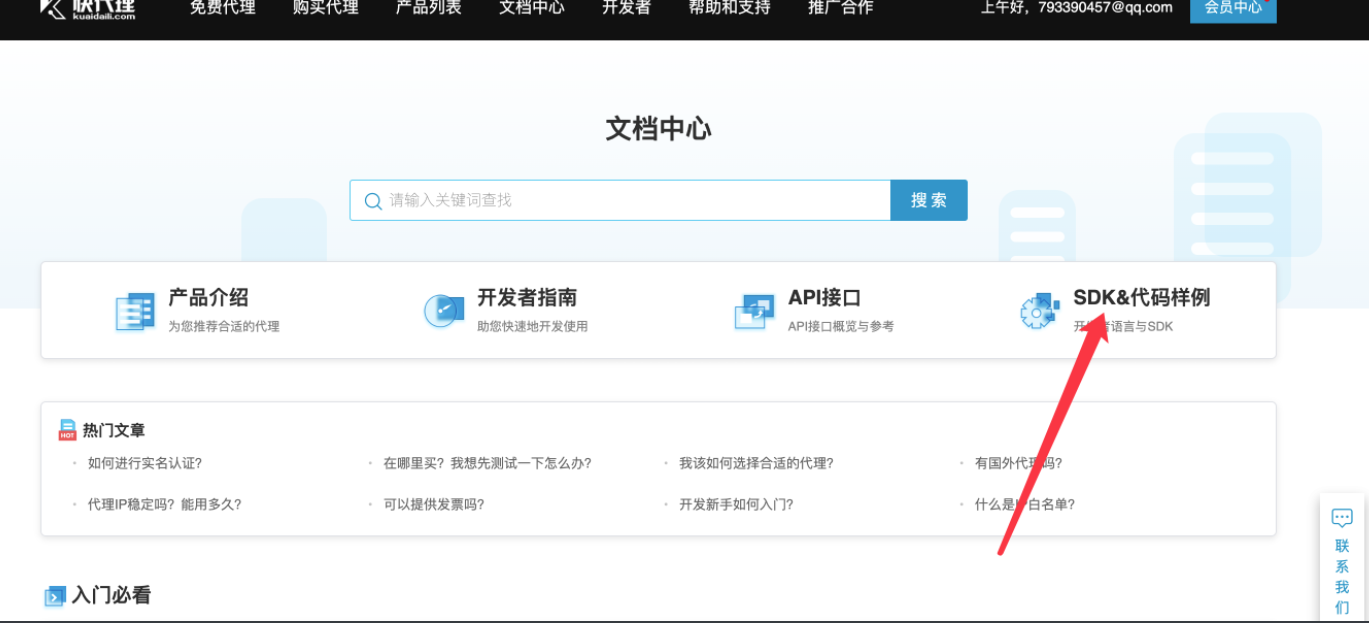 快代理
kuaidaili.com
免费代理 购买代理 产品列表 文档中心 开发者 帮助和支持 推广合作 上午好，793390457@qq.com 会员中心
文档中心
请输入关键词查找 搜索
产品介绍 开发者指南 API接口 SDK&代码样例
为您推荐合适的代理 助您快速地开发使用 API接口概览与参考 语言与SDK
HOT 热门文章
· 如何进行实名认证? · 在哪里买? 我想先测试一下怎么办? · 我该如何选择合适的代理? · 有国外代理吗?
· 代理IP稳定吗? 能用多久? · 可以提供发票吗? · 开发新手如何入门? · 什么是IP白名单?
入门必看
联
系
我
们